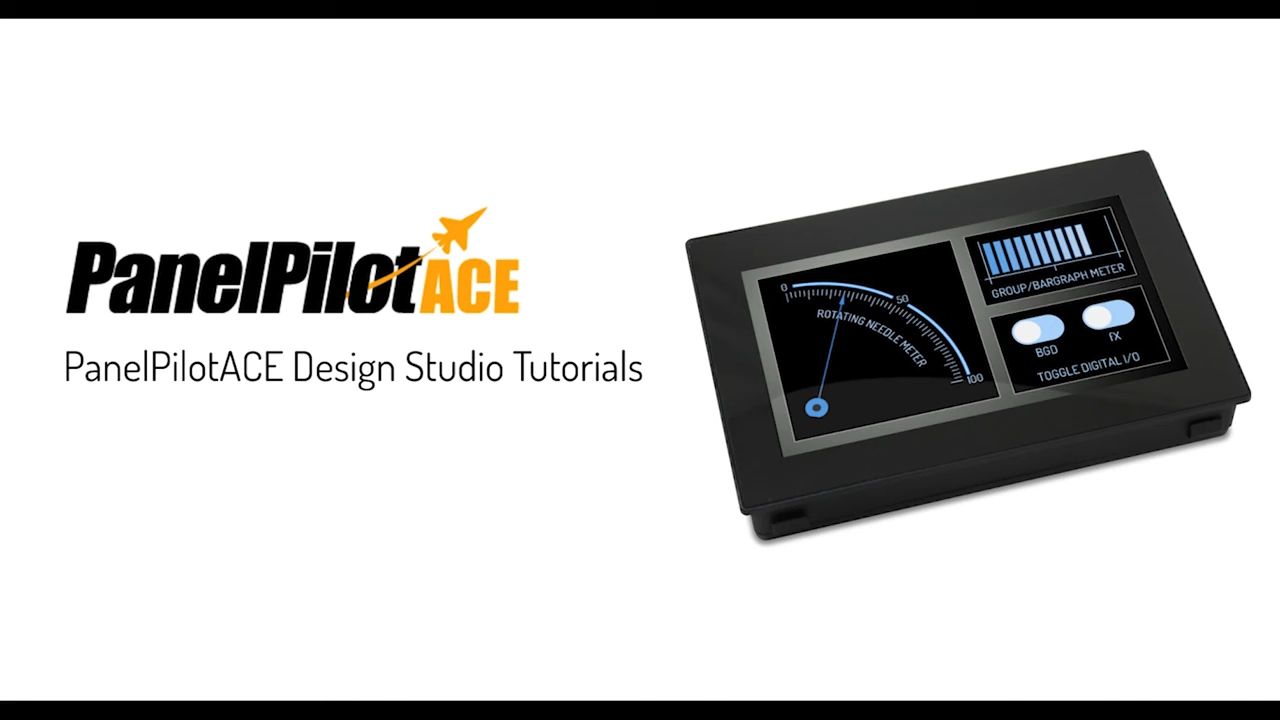 PanelPilotACE
PanelPilotACE Design Studio Tutorials
0
50
100
ROTATING NEEDLE METER
GROUP/BARGRAPH METER
BGD
fX
TOGGLE DIGITAL I/O